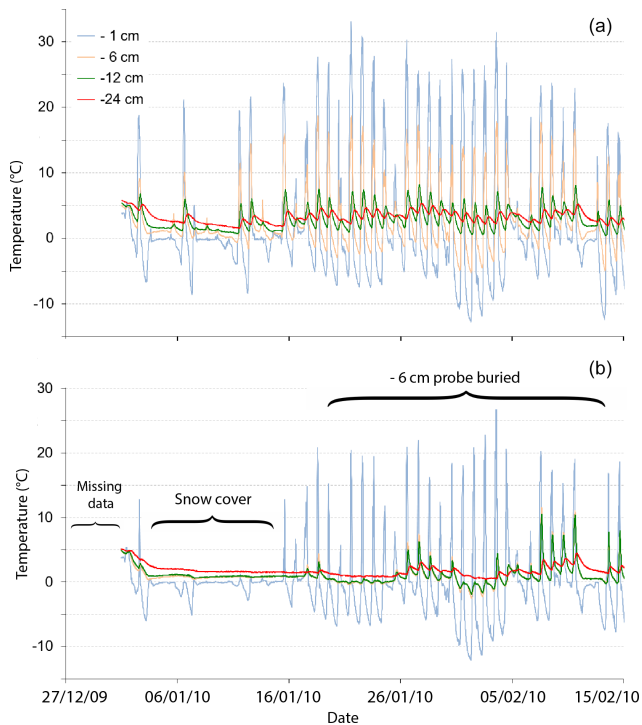 (a)
30
20
10
0
-10
Temperature (°C)
- 1 cm
- 6 cm
-12 cm
-24 cm
(b)
- 6 cm probe buried
Missing
data
Snow cover
30
20
10
0
-10
Temperature (°C)
27/12/09 06/01/10 16/01/10 26/01/10 05/02/10 15/02/10
Date